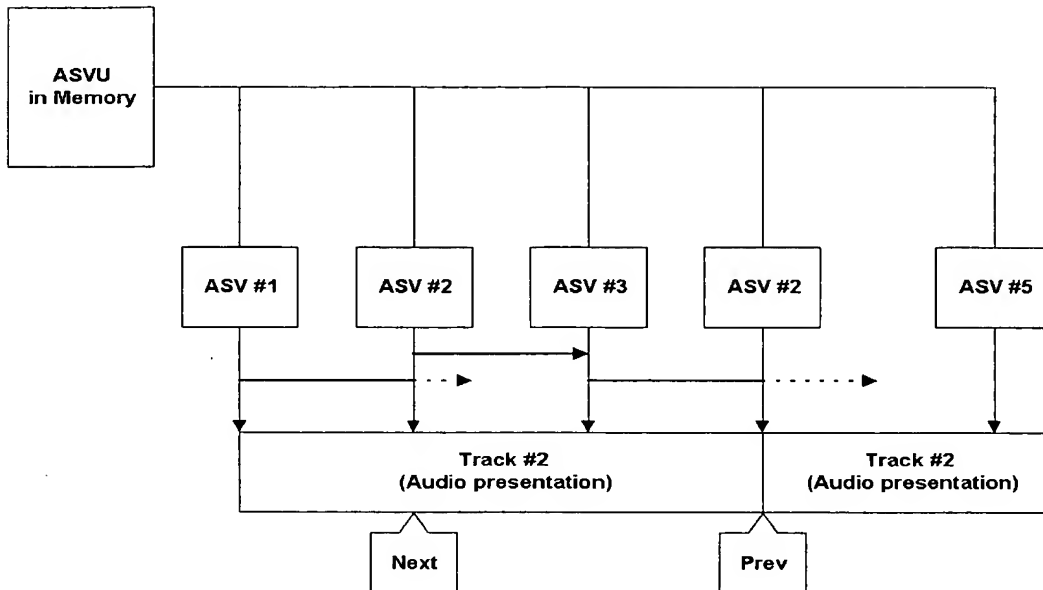 ASVU
in Memory
ASV #1
ASV #2
ASV #3
ASV #2
ASV #5
Track #2
(Audio presentation)
Track #2
(Audio presentation)
Next
Prev